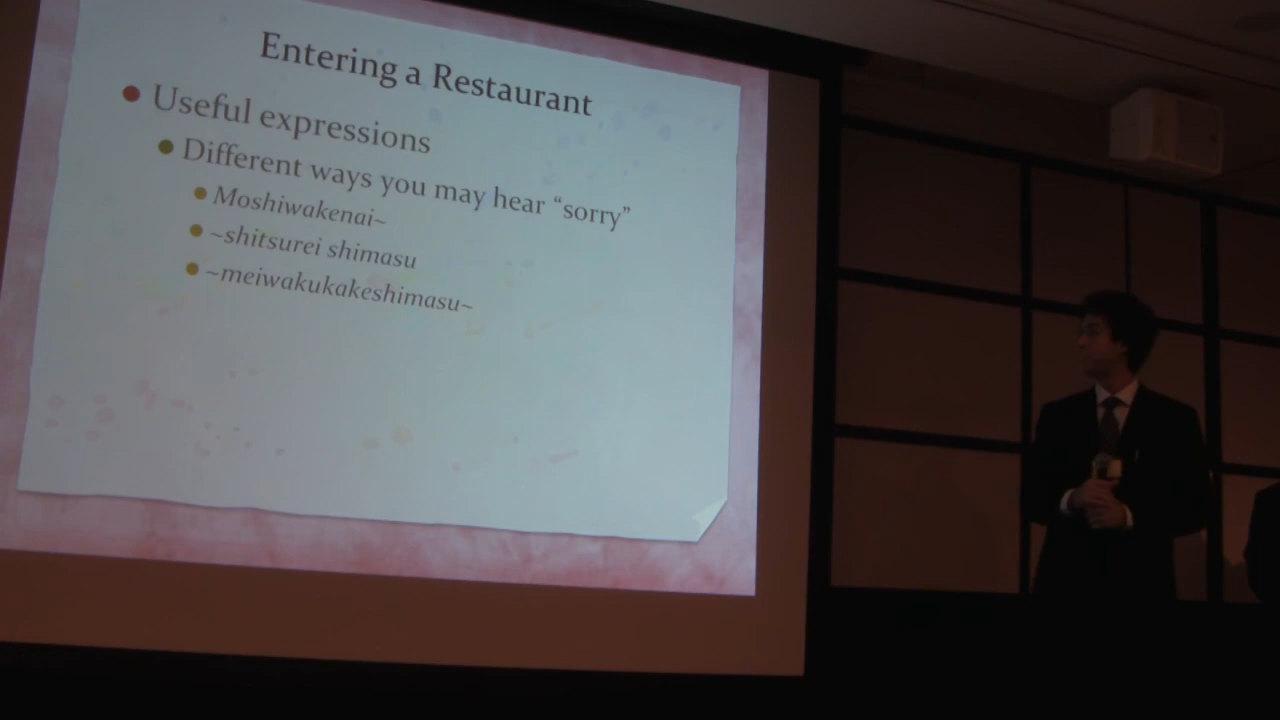 Entering a Restaurant
Useful expressions
Different ways you may hear “sorry”
Moshiwakenai~
~shitsurei shimasu
~meiwakukakeshimasu~